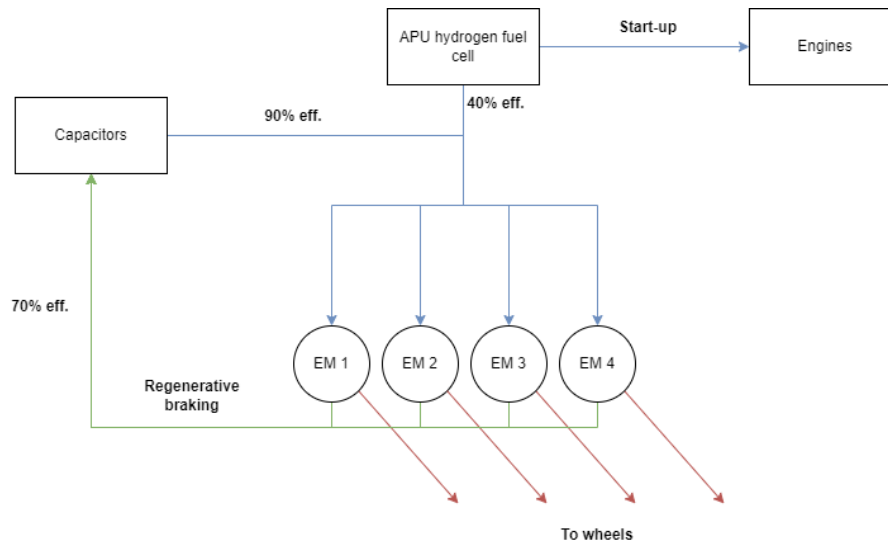 APU hydrogen fuel
cell
Start-up
Engines
40% eff.
90% eff.
Capacitors
70% eff.
EM 1
EM 2
EM 3
EM 4
Regenerative
braking
To wheels